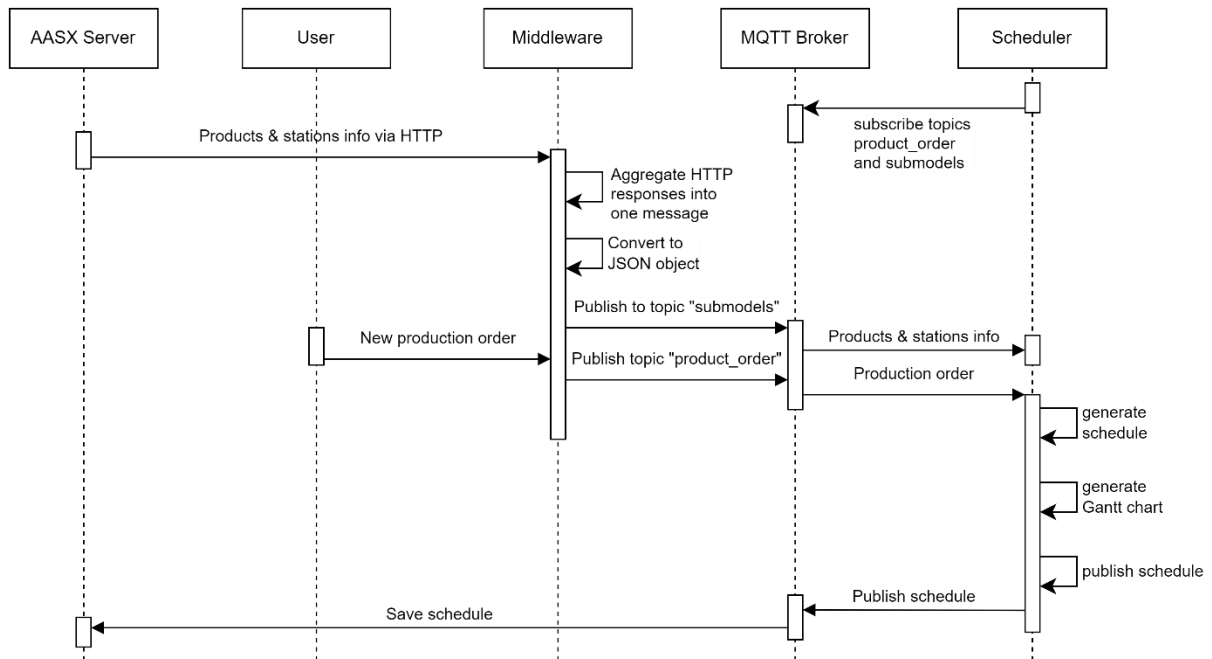 AASX Server
User
Middleware
MQTT Broker
Scheduler
subscribe topics
product_order
and submodels
Products & stations info via HTTP
Aggregate HTTP
responses into
one message
Convert to
JSON object
Publish to topic "submodels"
New production order
Products & stations info
Publish topic "product_order"
Production order
generate
schedule
generate
Gantt chart
publish schedule
Publish schedule
Save schedule